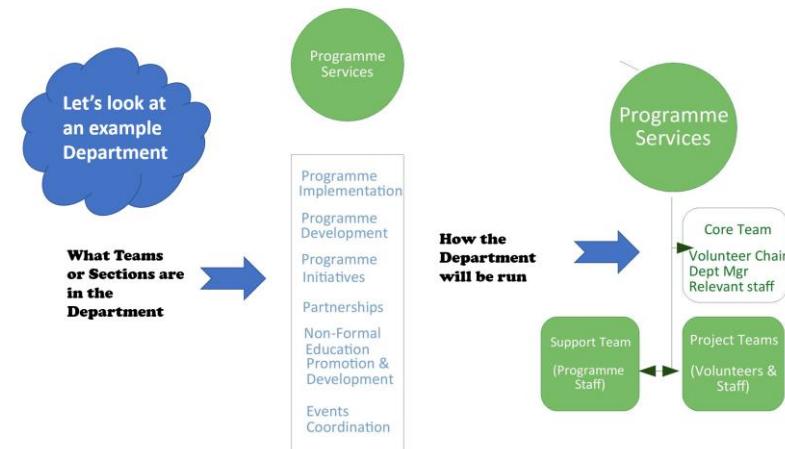 Let's look at
an example
Department
What Teams
or Sections are
in the
Department
Programme
Services
Programme
Implementation
Programme
Development
Programme
Initiatives
Partnerships
Non-Formal
Education
Promotion &
Development
Events
Coordination
How the
Department
will be run
Programme
Services
Core Team
Volunteer Chair
Dept Mgr
Relevant staff
Support Team
(Programme
Staff)
Project Teams
(Volunteers &
Staff)